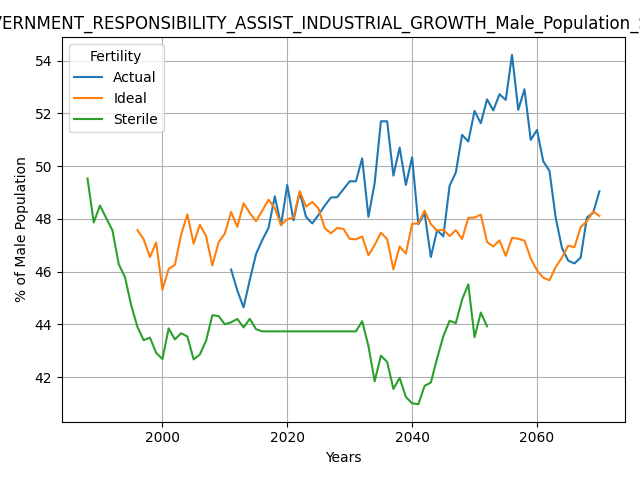 ERNMENT_RESPONSIBILITY_ASSIST_INDUSTRIAL_GROWTH_Male_Population_
Fertility
Actual
Ideal
Sterile
% of Male Population
54
52
50
48
46
44
42
2000
2020
2040
2060
Years